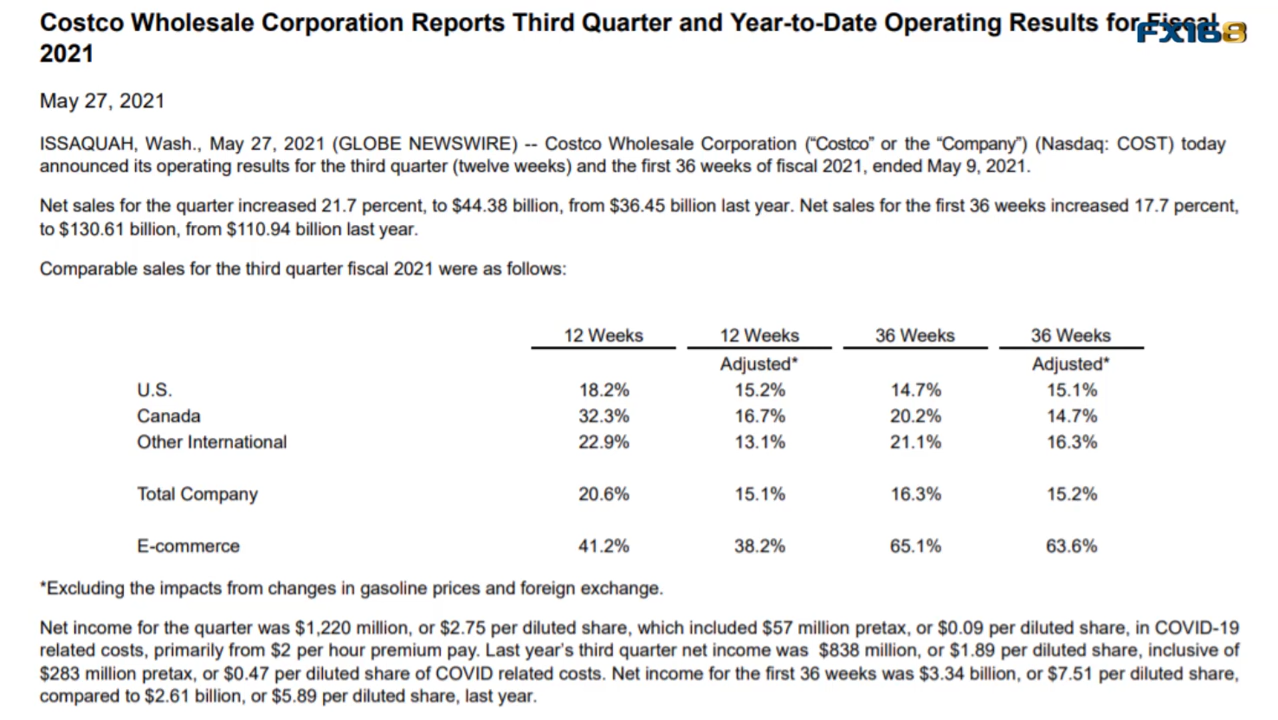 Costco Wholesale Corporation Reports Third Quarter and Year-to-Date Operating Results for Fiscal
FX168
2021
May 27, 2021
ISSAQUAH, Wash., May 27, 2021 (GLOBE NEWSWIRE) -- Costco Wholesale Corporation (“Costco” or the “Company”) (Nasdaq: COST) today
announced its operating results for the third quarter (twelve weeks) and the first 36 weeks of fiscal 2021, ended May 9, 2021.
Net sales for the quarter increased 21.7 percent, to $44.38 billion, from $36.45 billion last year. Net sales for the first 36 weeks increased 17.7 percent,
to $130.61 billion, from $110.94 billion last year.
Comparable sales for the third quarter fiscal 2021 were as follows:
12 Weeks 12 Weeks 36 Weeks 36 Weeks
Adjusted* Adjusted*
U.S. 18.2% 15.2% 14.7% 15.1%
Canada 32.3% 16.7% 20.2% 14.7%
Other International 22.9% 13.1% 21.1% 16.3%
Total Company 20.6% 15.1% 16.3% 15.2%
E-commerce 41.2% 38.2% 65.1% 63.6%
*Excluding the impacts from changes in gasoline prices and foreign exchange.
Net income for the quarter was $1,220 million, or $2.75 per diluted share, which included $57 million pretax, or $0.09 per diluted share, in COVID-19
related costs, primarily from $2 per hour premium pay. Last year’s third quarter net income was $838 million, or $1.89 per diluted share, inclusive of
$283 million pretax, or $0.47 per diluted share of COVID related costs. Net income for the first 36 weeks was $3.34 billion, or $7.51 per diluted share,
compared to $2.61 billion, or $5.89 per diluted share, last year.